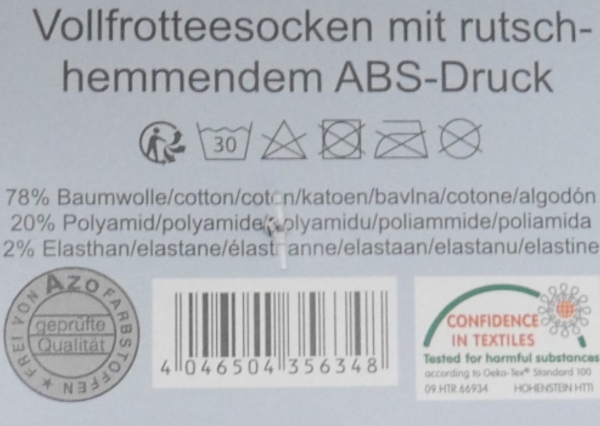 Vollfrotteesocken mit rutsch-
hemmendem ABS-Druck
30
78% Baumwolle/cotton/coton/katoen/bavlna/cotone/algodón
20% Polyamid/polyamide/polyamidu/poliammide/poliamida
2% Elasthan/elastane/élasthanne/elastaan/elastanu/elastine
FREI VON AZO FARBSTOFFEN
geprüfte
Qualität
4 046504 356348
CONFIDENCE
IN TEXTILES
Tested for harmful substances
according to Oeko-Tex® Standard 100
09.HTR.66934 HOHENSTEIN HTTI